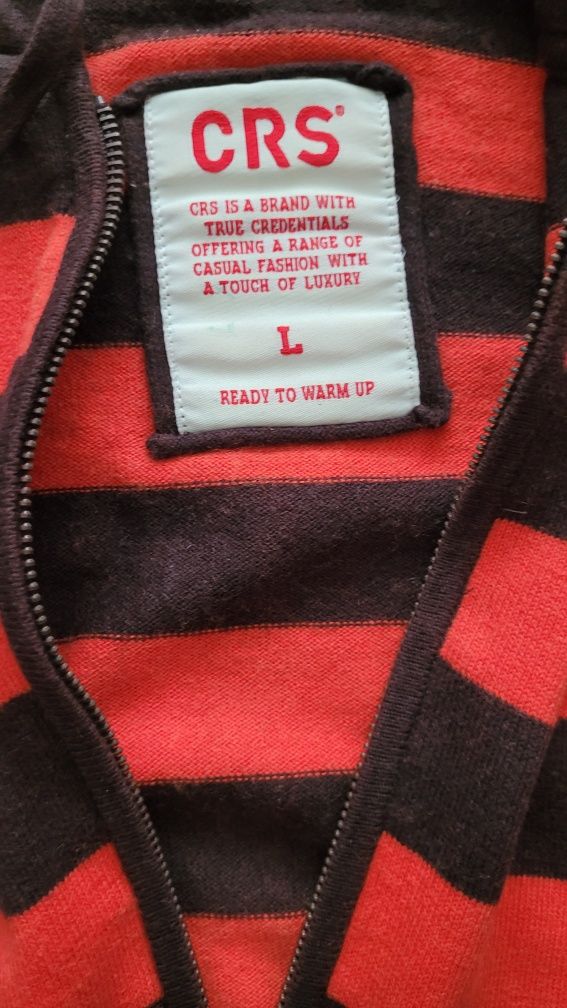 CRS®
CRS IS A BRAND WITH
TRUE CREDENTIALS
OFFERING A RANGE OF
CASUAL FASHION WITH
A TOUCH OF LUXURY
L
READY TO WARM UP